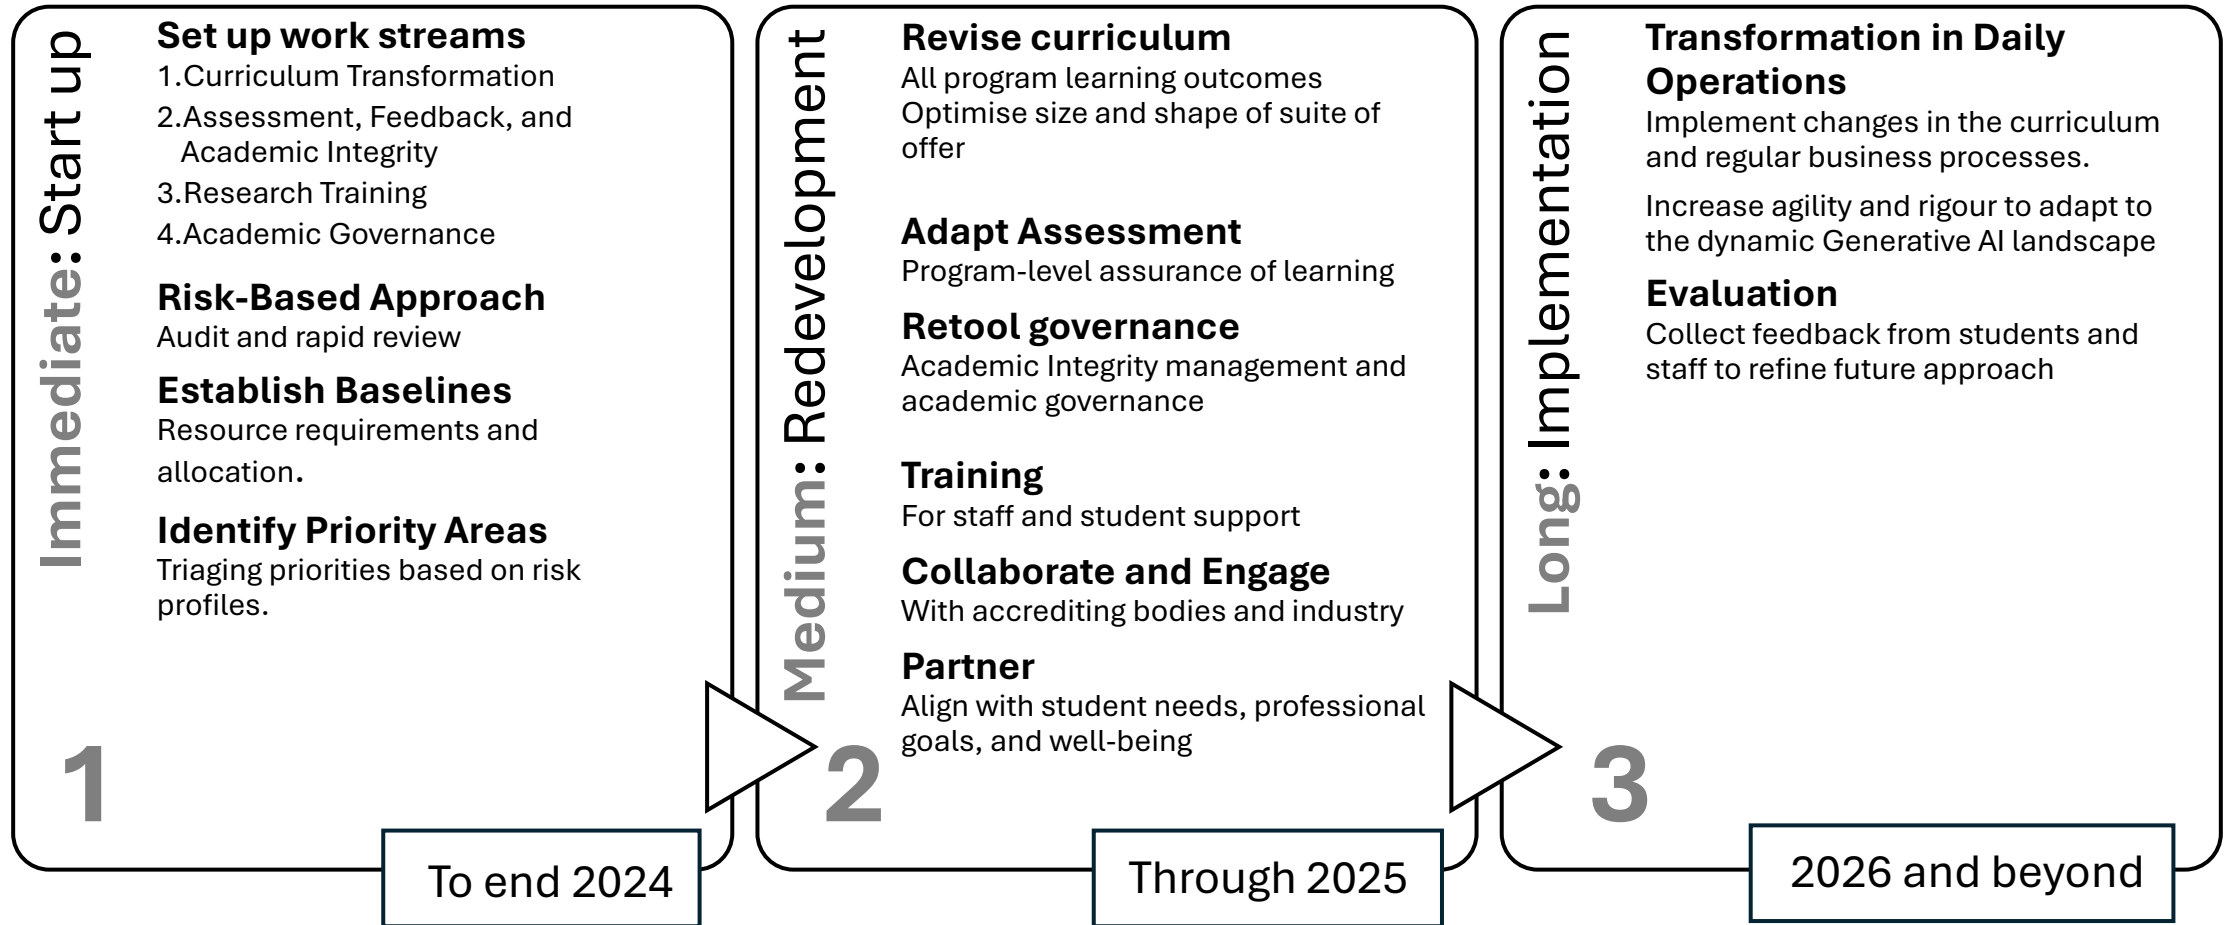 Immediate: Start up
Set up work streams
1.Curriculum Transformation
2.Assessment, Feedback, and
Academic Integrity
3.Research Training
4.Academic Governance
Risk-Based Approach
Audit and rapid review
Establish Baselines
Resource requirements and
allocation.
Identify Priority Areas
Triaging priorities based on risk
profiles.
1
To end 2024
Medium: Redevelopment
Revise curriculum
All program learning outcomes
Optimise size and shape of suite of
offer
Adapt Assessment
Program-level assurance of learning
Retool governance
Academic Integrity management and
academic governance
Training
For staff and student support
Collaborate and Engage
With accrediting bodies and industry
Partner
Align with student needs, professional
goals, and well-being
2
Through 2025
Long: Implementation
Transformation in Daily
Operations
Implement changes in the curriculum
and regular business processes.
Increase agility and rigour to adapt to
the dynamic Generative AI landscape
Evaluation
Collect feedback from students and
staff to refine future approach
3
2026 and beyond